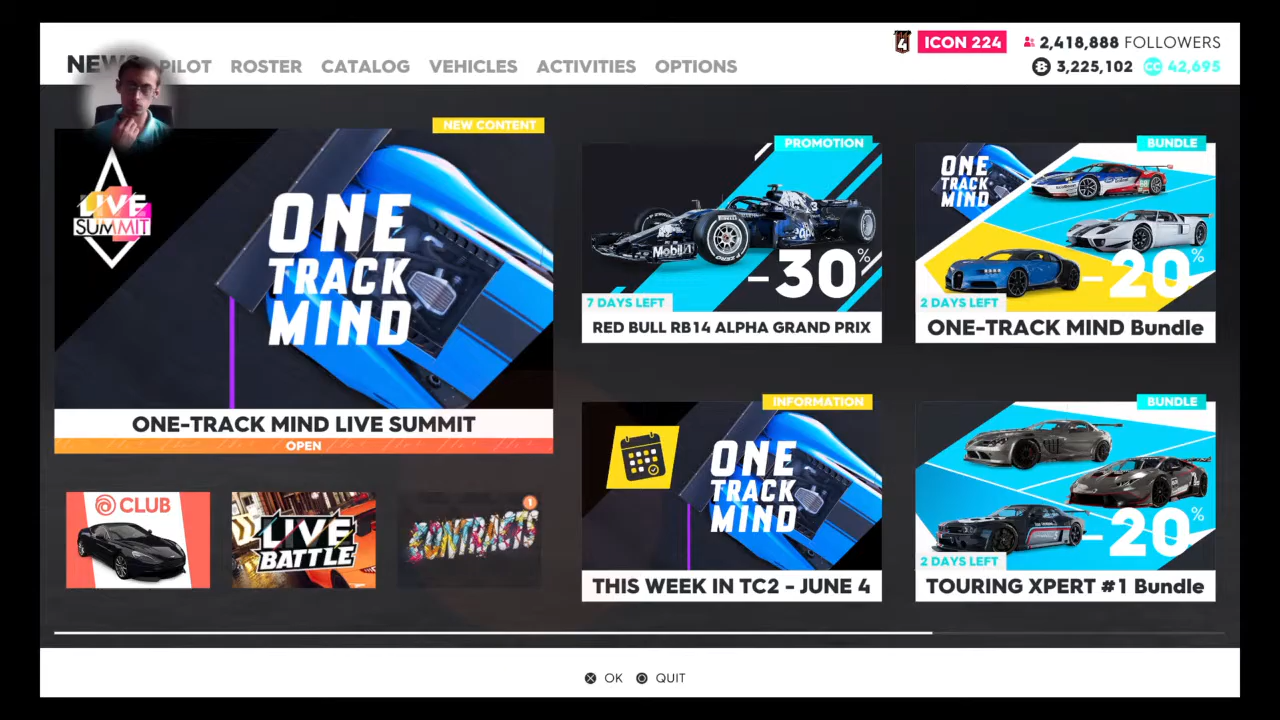 4 ICON 224 2,418,888 FOLLOWERS
NEWS PILOT ROSTER CATALOG VEHICLES ACTIVITIES OPTIONS
3,225,102 CC 42,695
NEW CONTENT
LIVE
SUMMIT
ONE
TRACK
MIND
ONE-TRACK MIND LIVE SUMMIT
OPEN
CLUB
LIVE
BATTLE
CONTRACTS
1
PROMOTION
Mobil 1
-30%
7 DAYS LEFT
RED BULL RB14 ALPHA GRAND PRIX
BUNDLE
ONE
TRACK
MIND
-20%
2 DAYS LEFT
ONE-TRACK MIND Bundle
INFORMATION
ONE
TRACK
MIND
THIS WEEK IN TC2 - JUNE 4
BUNDLE
-20%
2 DAYS LEFT
TOURING XPERT #1 Bundle
OK QUIT